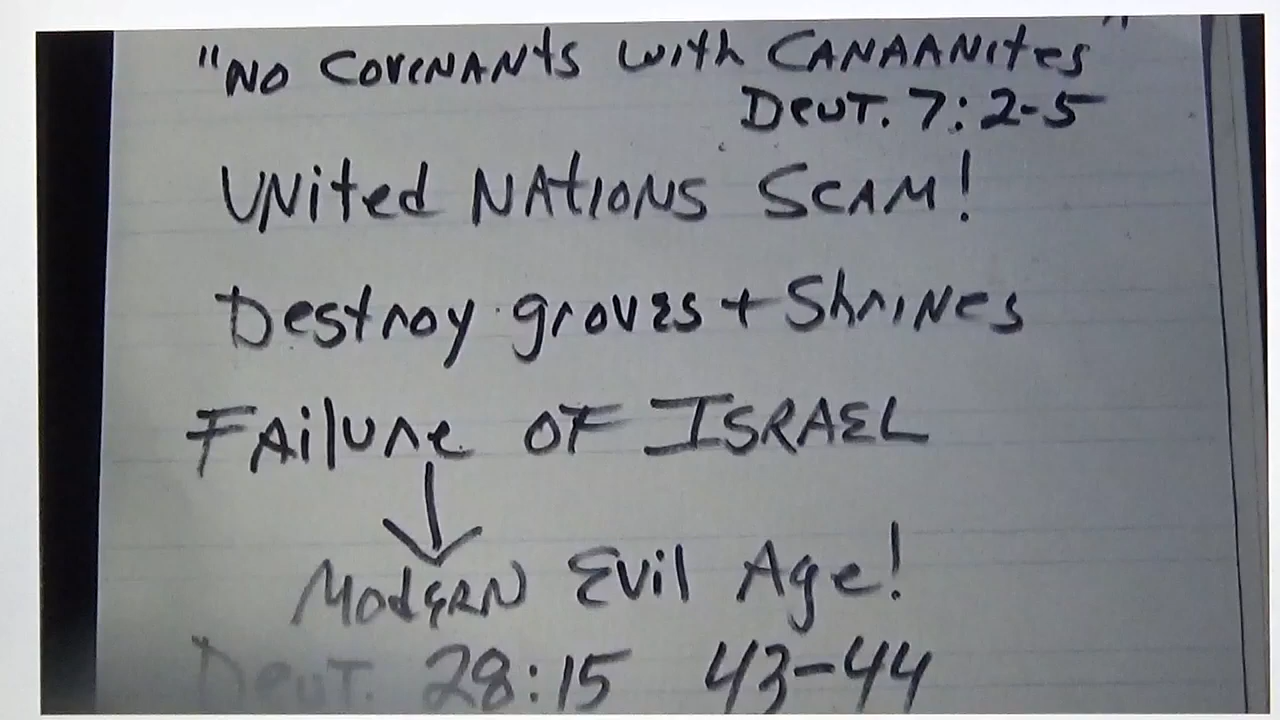 "No Covenants with Canaanites"
Deut. 7:2-5
United Nations Scam!
Destroy groves + Shrines
Failure of Israel
↓
Modern Evil Age!
Deut. 28:15 43-44